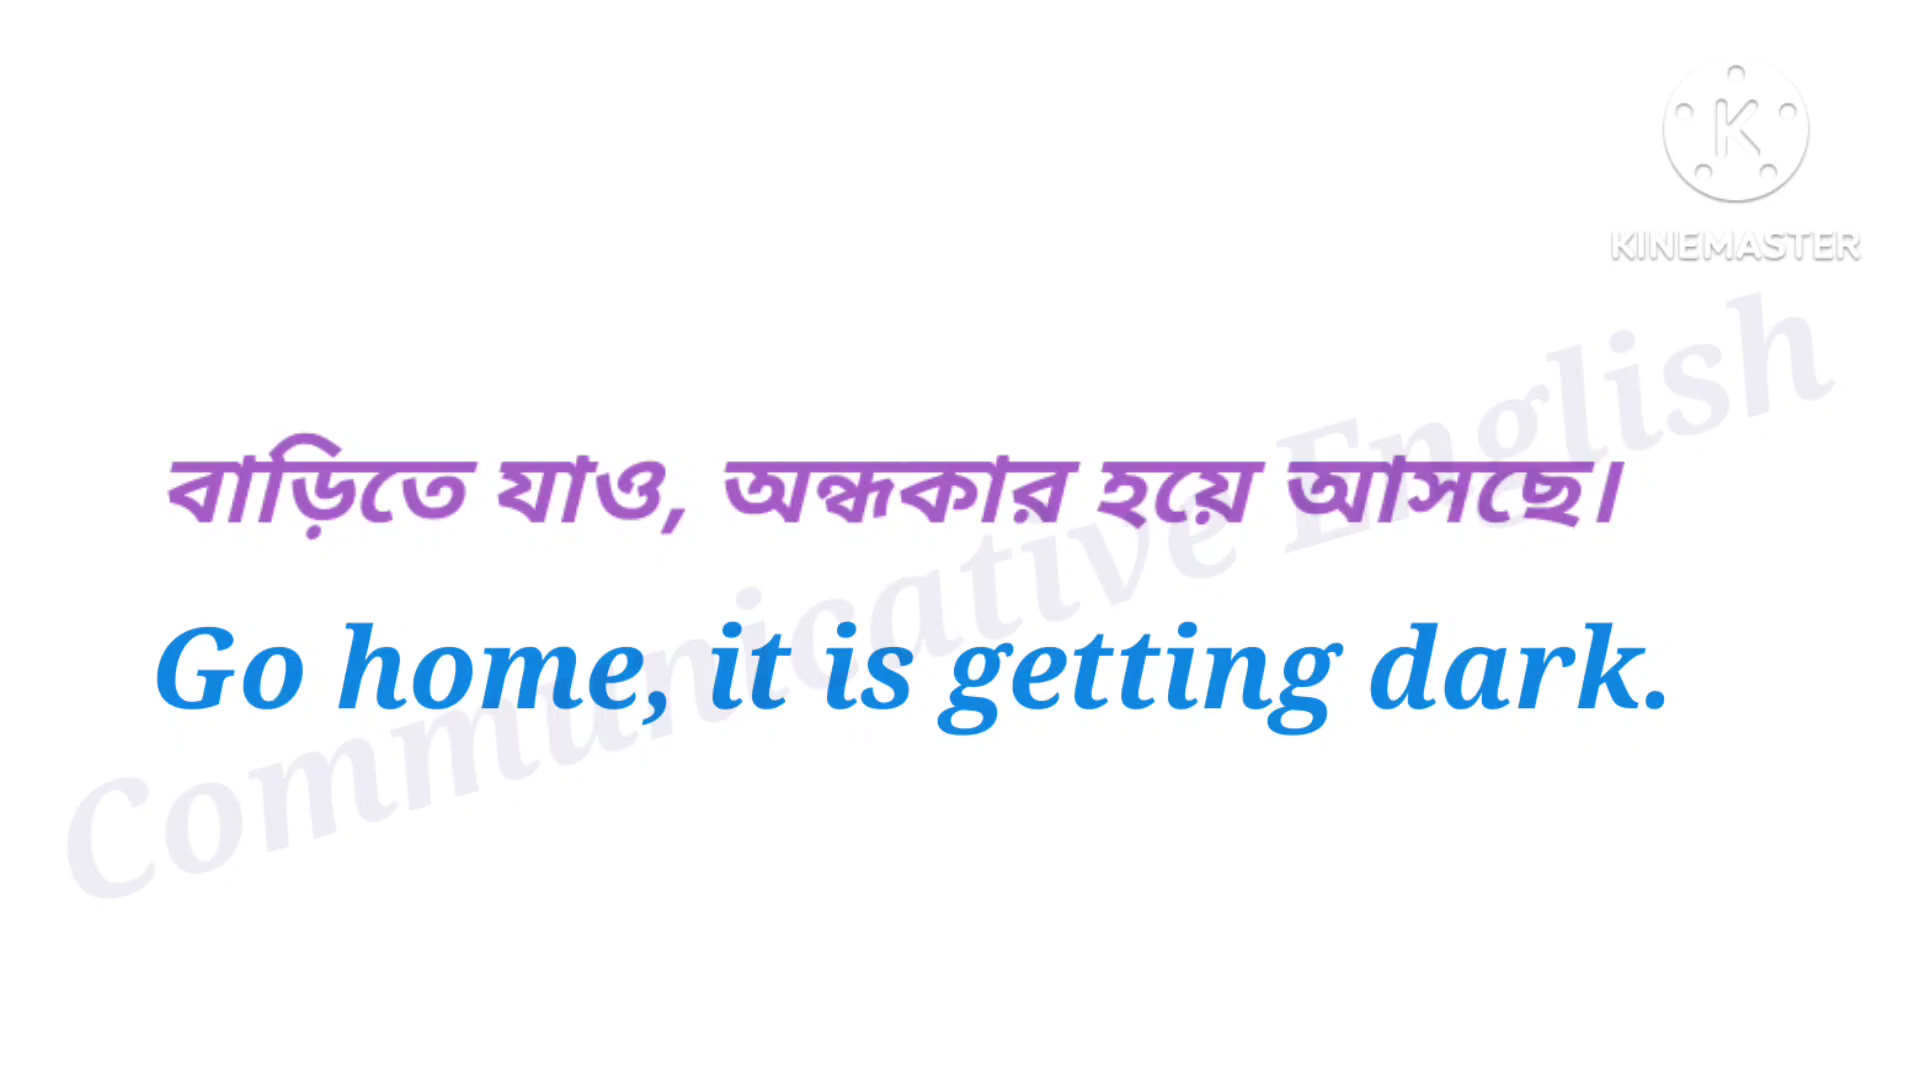 K
KINEMASTER
বাড়িতে যাও, অন্ধকার হয়ে আসছে।
Go home, it is getting dark.
Communicative English